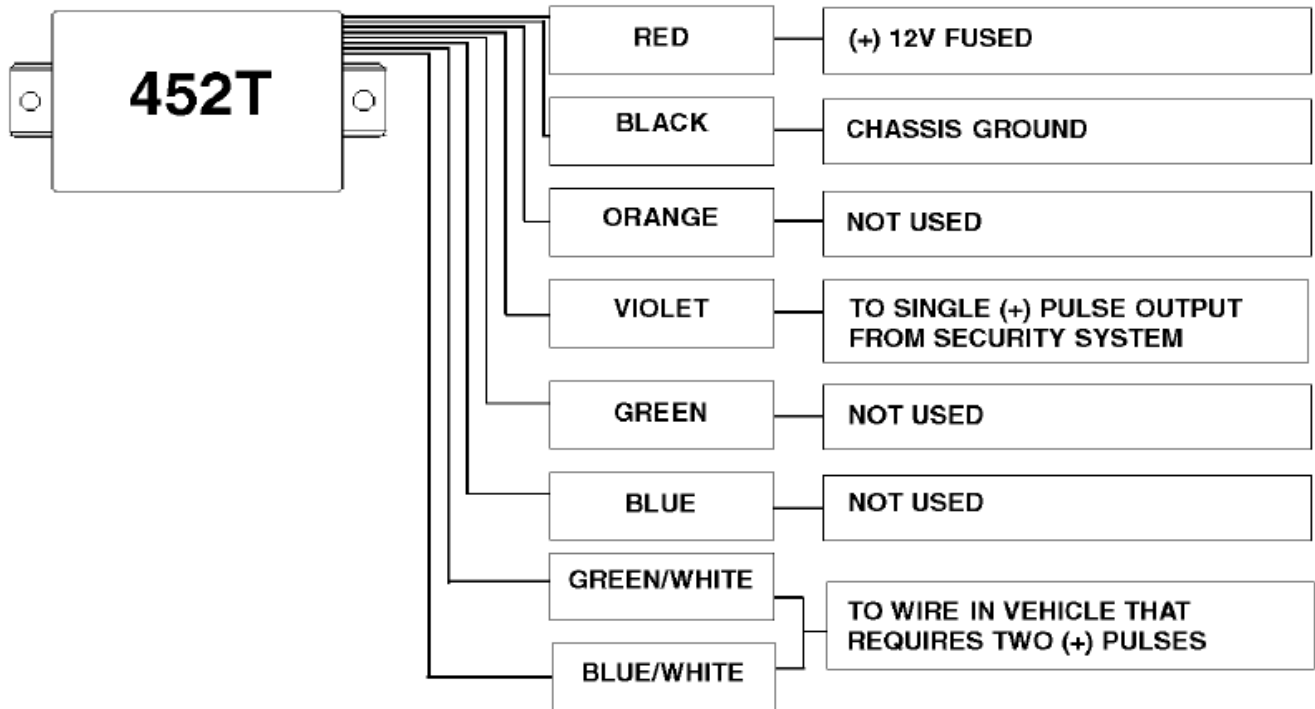 452T
RED
(+) 12V FUSED
BLACK
CHASSIS GROUND
ORANGE
NOT USED
VIOLET
TO SINGLE (+) PULSE OUTPUT
FROM SECURITY SYSTEM
GREEN
NOT USED
BLUE
NOT USED
GREEN/WHITE
BLUE/WHITE
TO WIRE IN VEHICLE THAT
REQUIRES TWO (+) PULSES